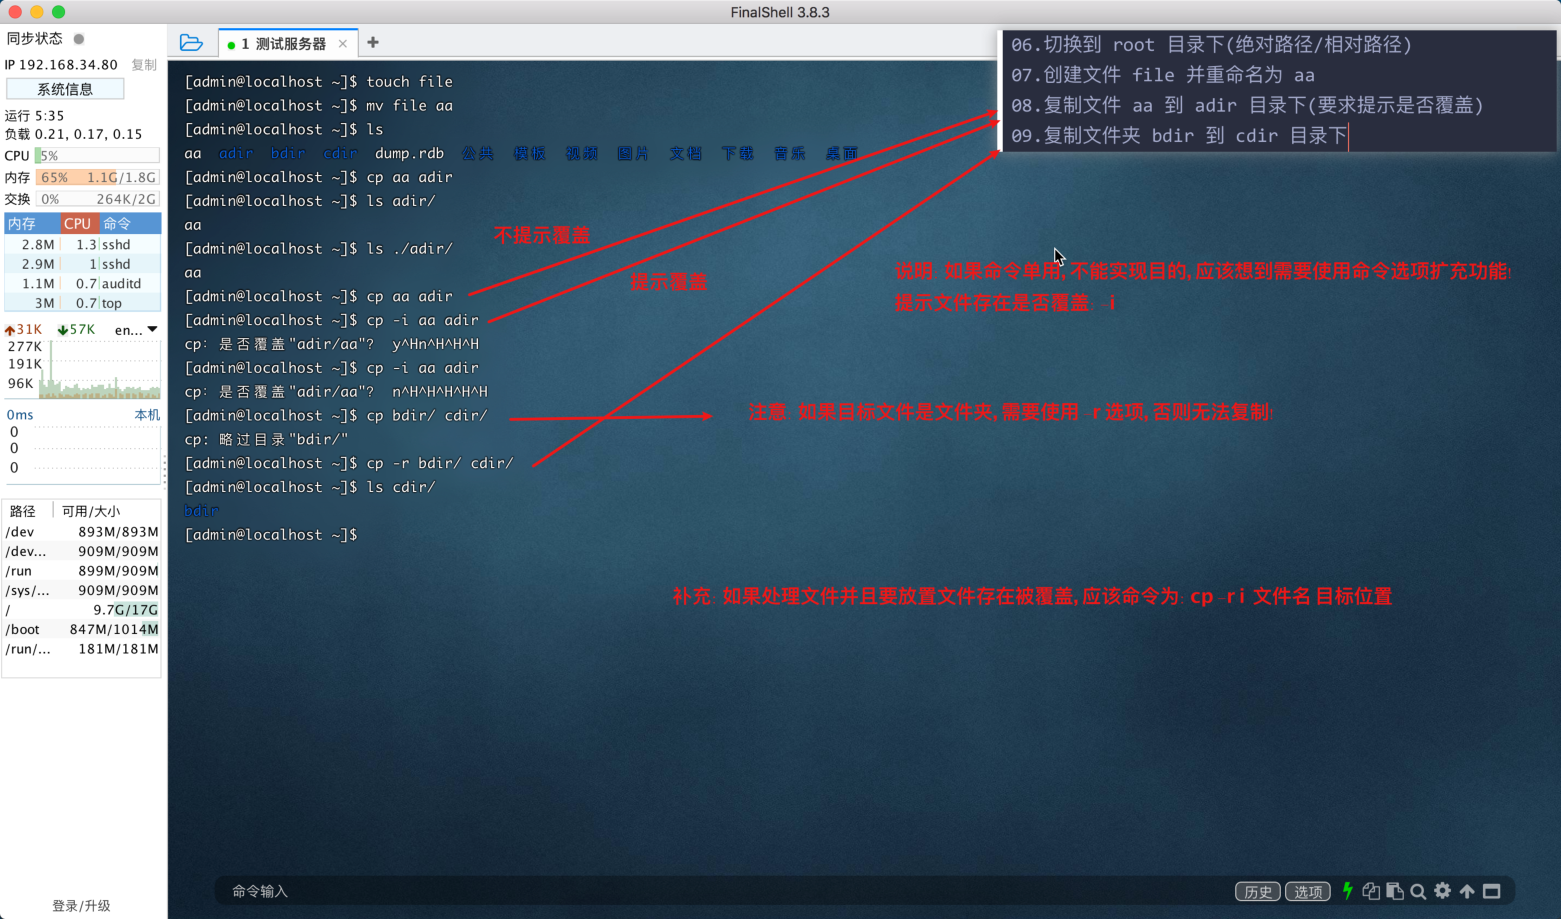 FinalShell 3.8.3
同步状态
IP 192.168.34.80 复制
系统信息
运行 5:35
负载 0.21, 0.17, 0.15
CPU 5%
内存 65% 1.1G/1.8G
交换 0% 264K/2G
内存 CPU 命令
2.8M 1.3 sshd
2.9M 1 sshd
1.1M 0.7 auditd
3M 0.7 top
31K 57K en...
277K
191K
96K
0ms 本机
0
0
0
路径 可用/大小
/dev 893M/893M
/dev... 909M/909M
/run 899M/909M
/sys/... 909M/909M
/ 9.7G/17G
/boot 847M/1014M
/run/... 181M/181M
登录/升级
1 测试服务器
06.切换到 root 目录下(绝对路径/相对路径)
07.创建文件 file 并重命名为 aa
08.复制文件 aa 到 adir 目录下(要求提示是否覆盖)
09.复制文件夹 bdir 到 cdir 目录下
[admin@localhost ~]$ touch file
[admin@localhost ~]$ mv file aa
[admin@localhost ~]$ ls
aa adir bdir cdir dump.rdb 公共 模板 视频 图片 文档 下载 音乐 桌面
[admin@localhost ~]$ cp aa adir
[admin@localhost ~]$ ls adir/
aa
[admin@localhost ~]$ ls ./adir/
aa
[admin@localhost ~]$ cp aa adir
[admin@localhost ~]$ cp -i aa adir
cp: 是否覆盖"adir/aa"? y^Hn^H^H^H
[admin@localhost ~]$ cp -i aa adir
cp: 是否覆盖"adir/aa"? n^H^H^H^H^H
[admin@localhost ~]$ cp bdir/ cdir/
cp: 略过目录"bdir/"
[admin@localhost ~]$ cp -r bdir/ cdir/
[admin@localhost ~]$ ls cdir/
bdir
[admin@localhost ~]$
不提示覆盖
提示覆盖
说明: 如果命令单用, 不能实现目的, 应该想到需要使用命令选项扩充功能!
提示文件存在是否覆盖: -i
注意: 如果目标文件是文件夹, 需要使用 -r 选项, 否则无法复制!
补充: 如果处理文件并且要放置文件存在被覆盖, 应该命令为: cp -r i 文件名 目标位置
命令输入
历史 选项